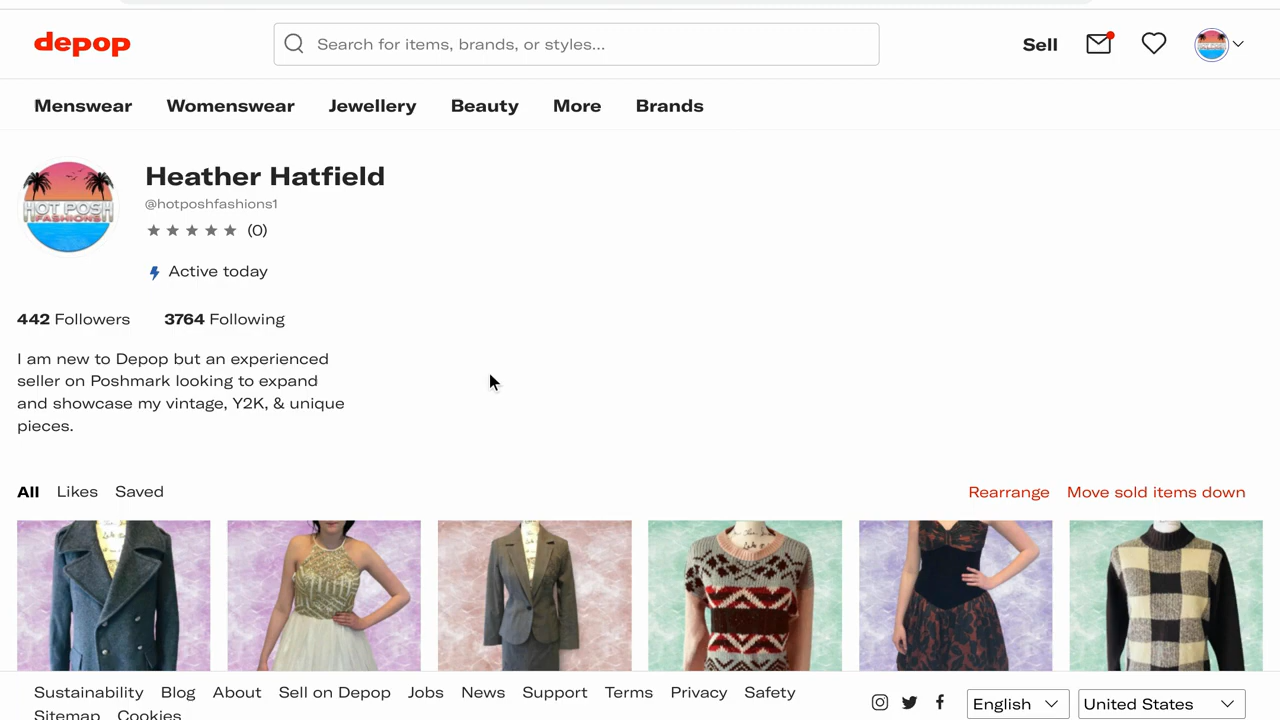 depop
Search for items, brands, or styles...
Sell
Menswear Womenswear Jewellery Beauty More Brands
HOT POSH
FASHIONS
Heather Hatfield
@hotposhfashions1
(0)
Active today
442 Followers 3764 Following
I am new to Depop but an experienced
seller on Poshmark looking to expand
and showcase my vintage, Y2K, & unique
pieces.
All Likes Saved
Rearrange Move sold items down
Sustainability Blog About Sell on Depop Jobs News Support Terms Privacy Safety
Sitemap Cookies
English United States